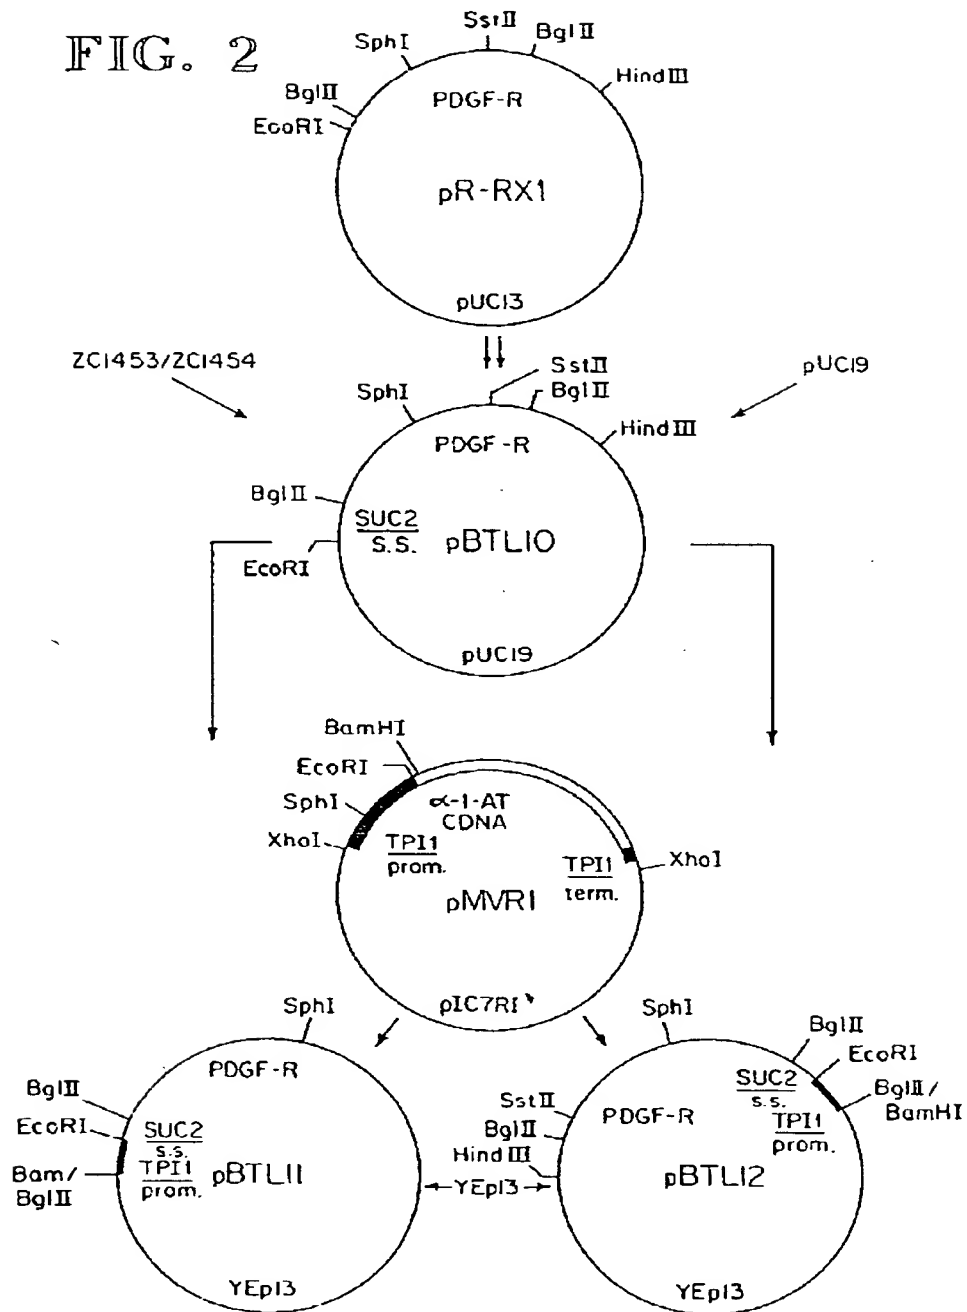 FIG. 2
SphI
SstII
BglII
HindIII
BglII
EcoRI
PDGF-R
pR-RX1
pUC13
ZC1453/ZC1454
pUC19
SphI
SstII
BglII
HindIII
PDGF-R
BglII
SUC2
S.S.
pBTL10
EcoRI
pUC19
BamHI
EcoRI
SphI
XhoI
α-1-AT
CDNA
TPI1
prom.
TPI1
term.
XhoI
pMVR1
pIC7RI*
SphI
PDGF-R
BglII
EcoRI
Bam/
BglII
SUC2
s.s.
TPI1
prom.
pBTL11
YEp13
YEp13
SphI
BglII
EcoRI
BglII/
BamHI
SUC2
s.s.
TPI1
prom.
SstII
BglII
HindIII
PDGF-R
pBTL12
YEp13